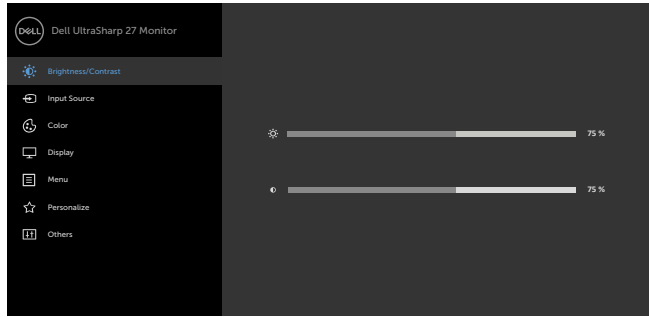 DELL
Dell UltraSharp 27 Monitor
Brightness/Contrast
Input Source
Color
75 %
Display
Menu
75 %
Personalize
Others